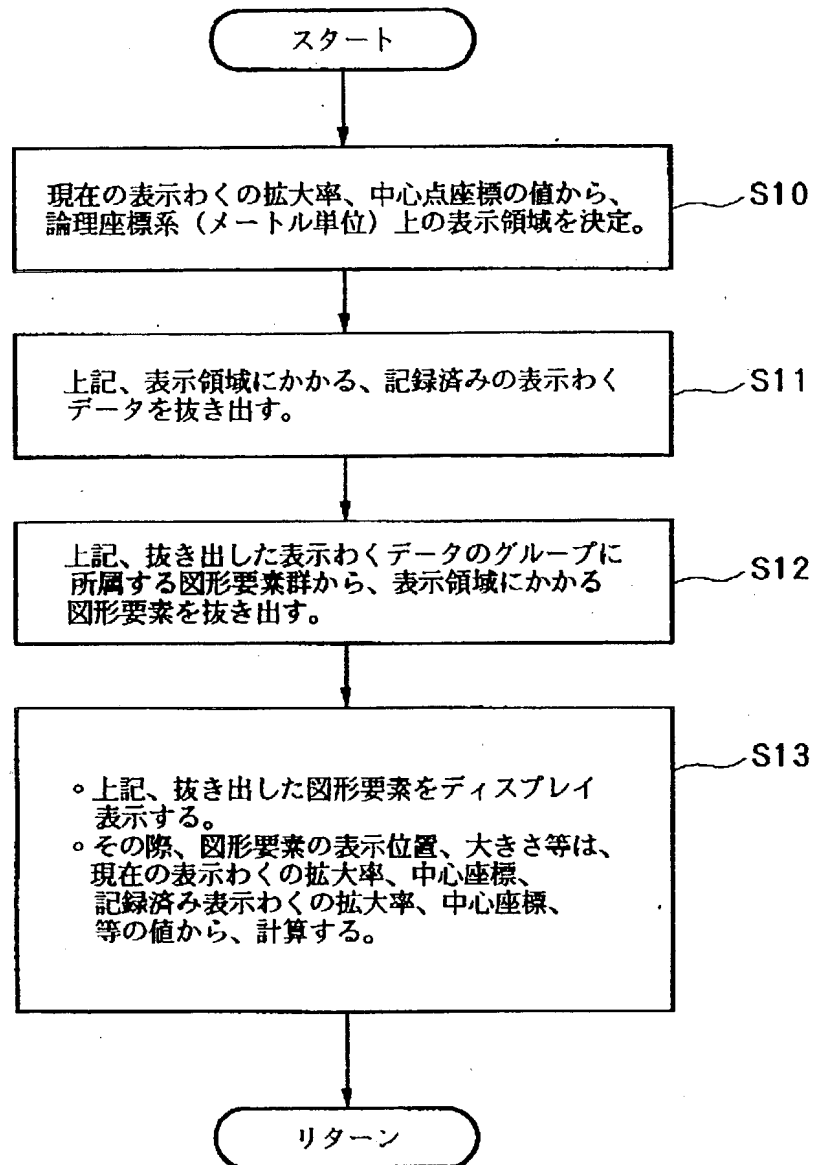 スタート
現在の表示わくの拡大率、中心点座標の値から、
論理座標系（メートル単位）上の表示領域を決定。
S10
上記、表示領域にかかる、記録済みの表示わく
データを抜き出す。
S11
上記、抜き出した表示わくデータのグループに
所属する図形要素群から、表示領域にかかる
図形要素を抜き出す。
S12
○上記、抜き出した図形要素をディスプレイ
表示する。
○その際、図形要素の表示位置、大きさ等は、
現在の表示わくの拡大率、中心座標、
記録済み表示わくの拡大率、中心座標、
等の値から、計算する。
S13
リターン